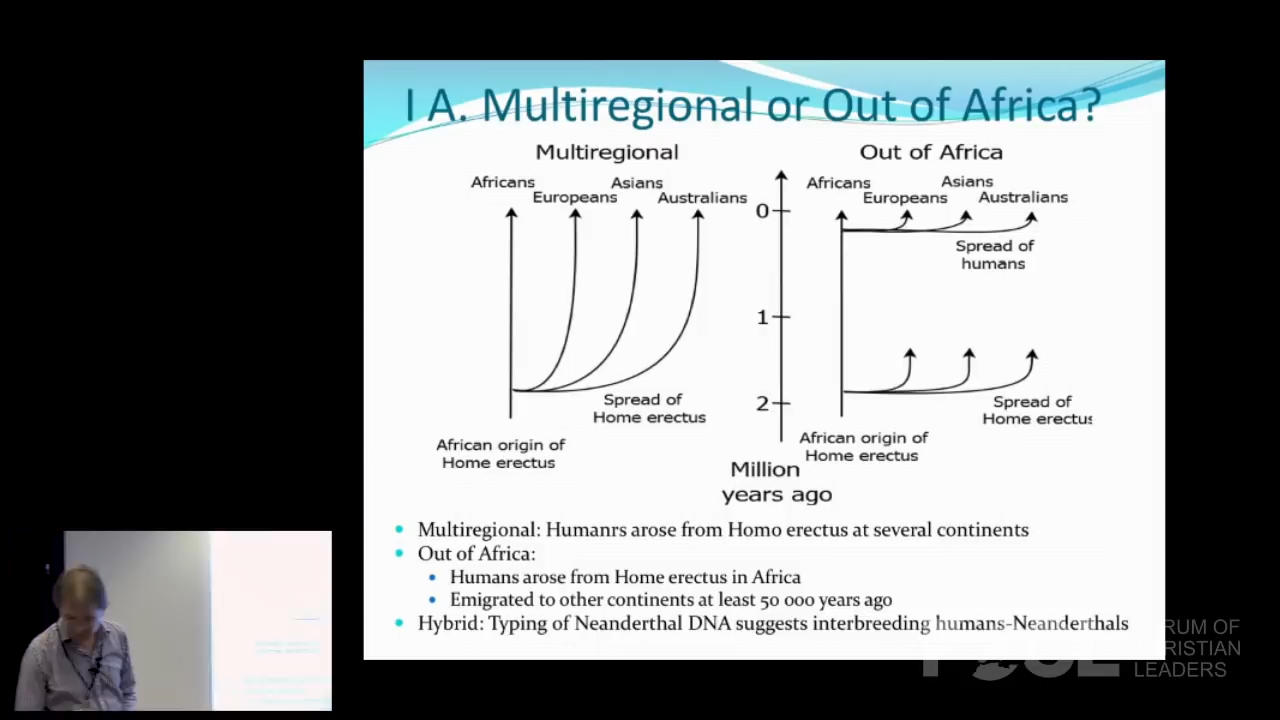 I A. Multiregional or Out of Africa?
Multiregional
Out of Africa
Africans
Europeans
Asians
Australians
0
1
2
Africans
Europeans
Asians
Australians
Spread of
humans
Spread of
Home erectus
Spread of
Home erectus
African origin of
Home erectus
African origin of
Home erectus
Million
years ago
• Multiregional: Humanrs arose from Homo erectus at several continents
• Out of Africa:
• Humans arose from Home erectus in Africa
• Emigrated to other continents at least 50 000 years ago
• Hybrid: Typing of Neanderthal DNA suggests interbreeding humans-Neanderthals
RUM OF
RISTIAN
LEADERS